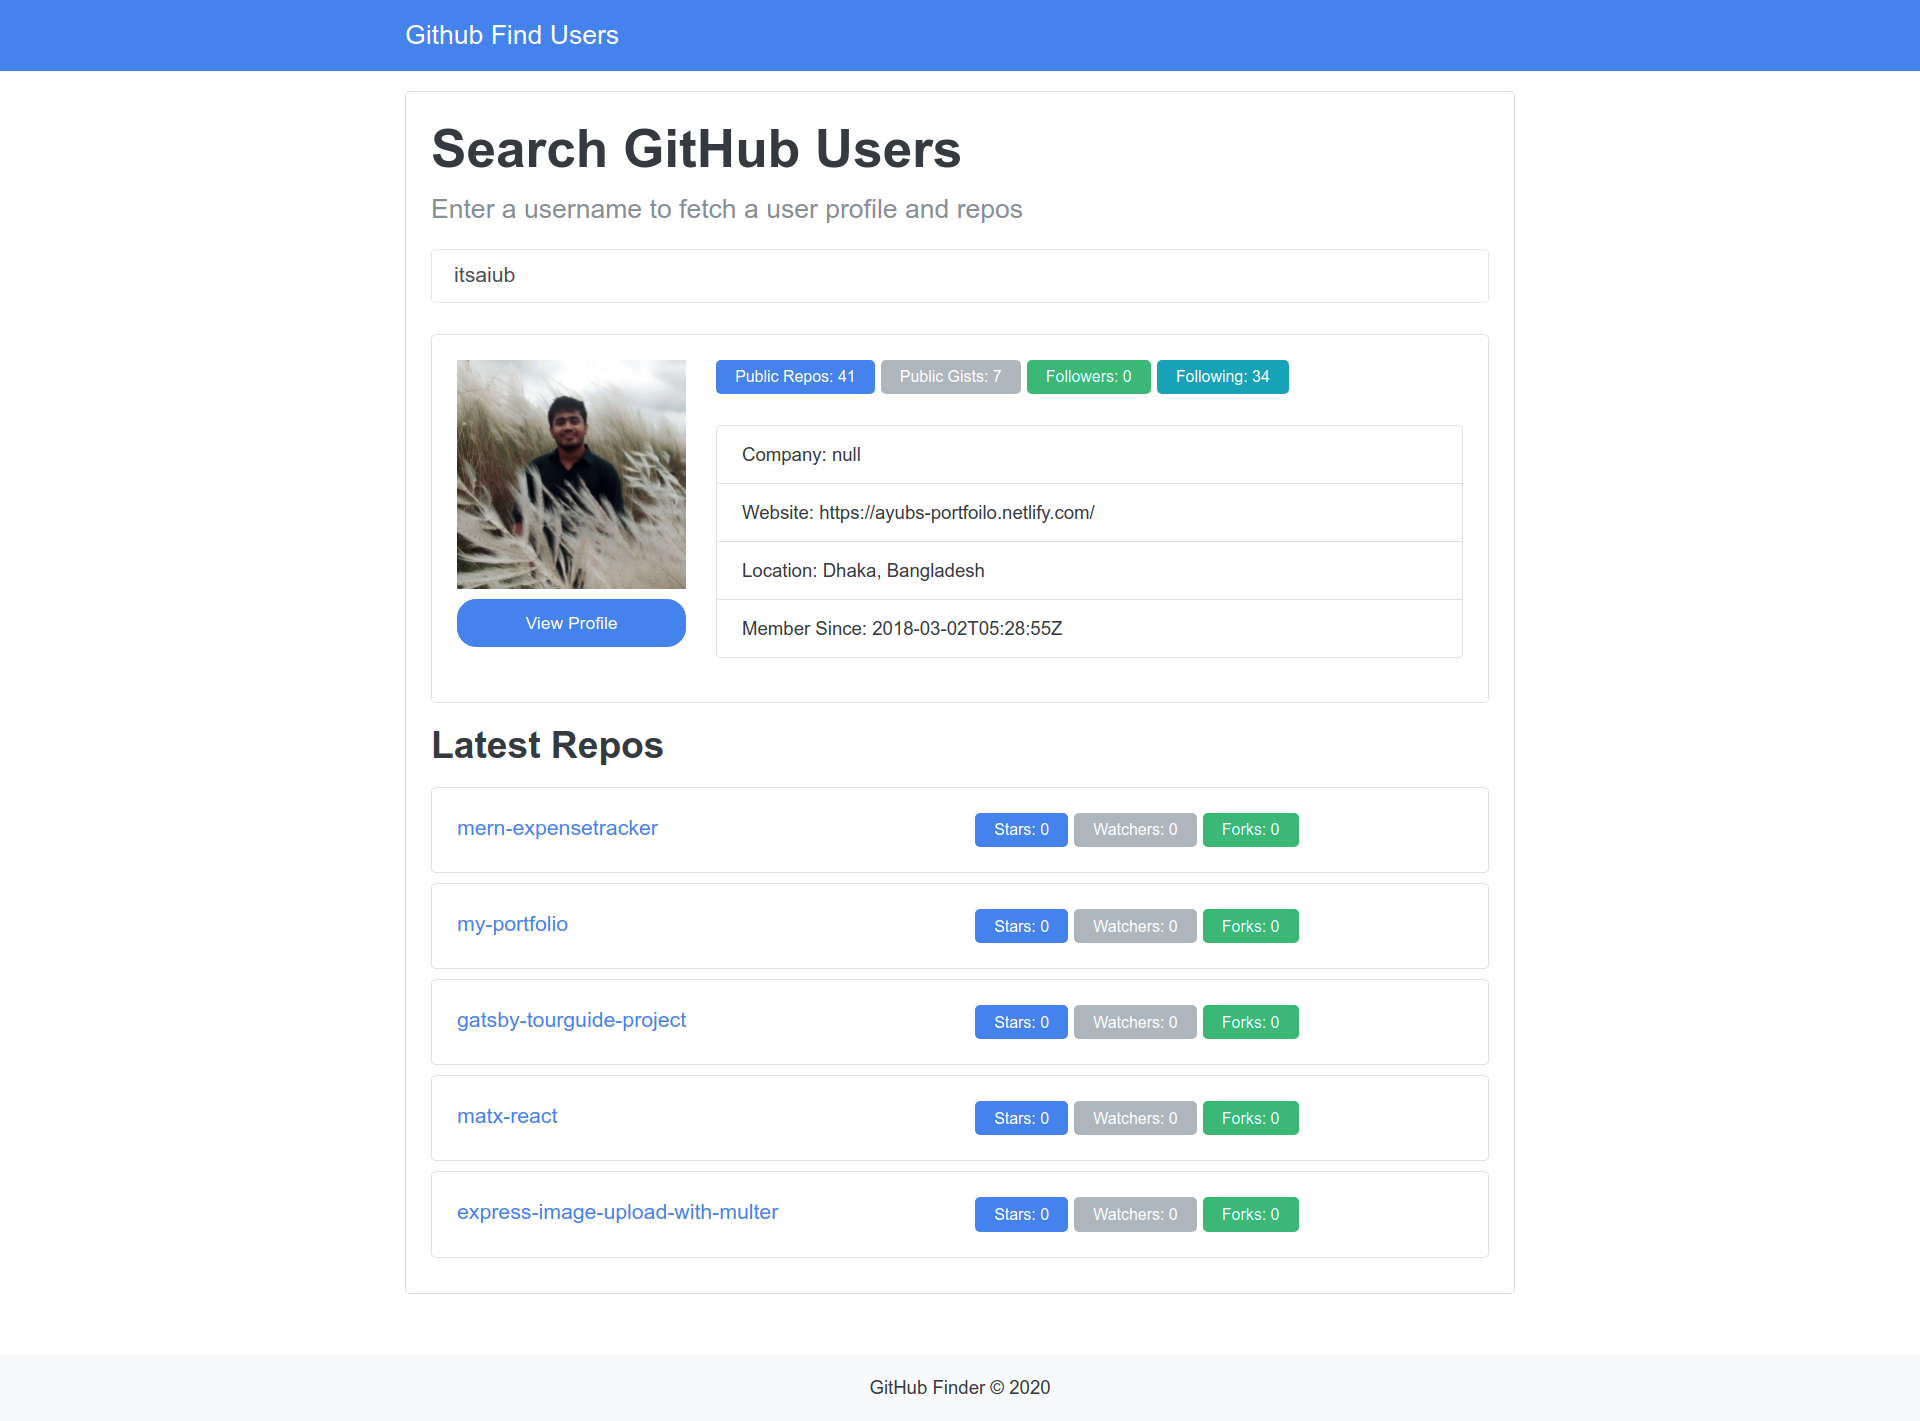 Github Find Users
Search GitHub Users
Enter a username to fetch a user profile and repos
itsaiub
Public Repos: 41 Public Gists: 7 Followers: 0 Following: 34
Company: null
Website: https://ayubs-portfoilo.netlify.com/
Location: Dhaka, Bangladesh
Member Since: 2018-03-02T05:28:55Z
View Profile
Latest Repos
mern-expensetracker Stars: 0 Watchers: 0 Forks: 0
my-portfolio Stars: 0 Watchers: 0 Forks: 0
gatsby-tourguide-project Stars: 0 Watchers: 0 Forks: 0
matx-react Stars: 0 Watchers: 0 Forks: 0
express-image-upload-with-multer Stars: 0 Watchers: 0 Forks: 0
GitHub Finder © 2020